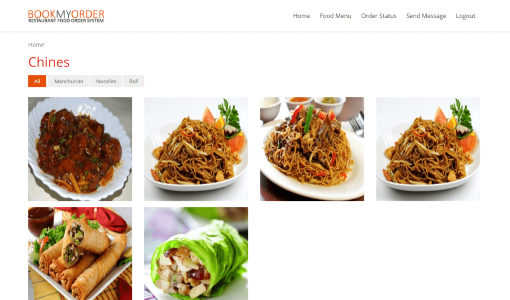 BOOKMYORDER
RESTAURANT FOOD ORDER SYSTEM
Home Food Menu Order Status Send Message Logout
Home
Chines
All Manchurian Noodles Roll